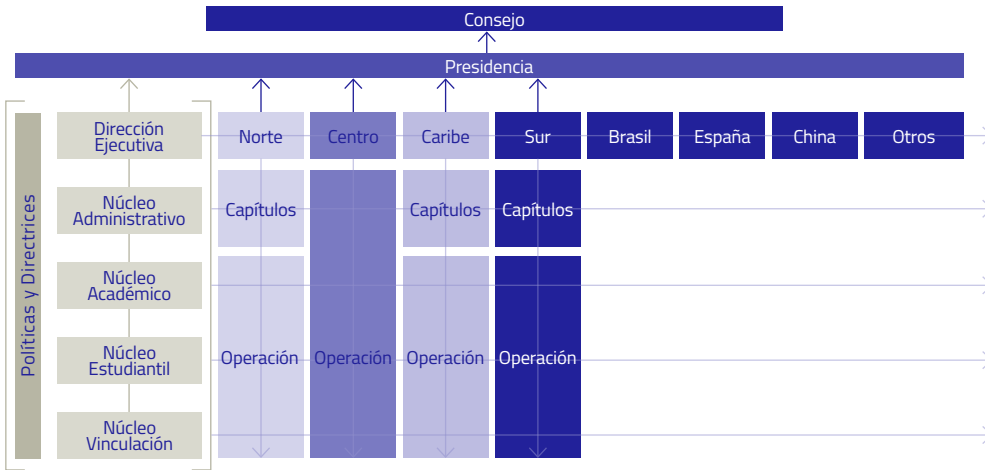 Consejo
Presidencia
Políticas y Directrices
Dirección
Ejecutiva
Norte
Centro
Caribe
Sur
Brasil
España
China
Otros
Núcleo
Administrativo
Capítulos
Capítulos
Capítulos
Núcleo
Académico
Núcleo
Estudiantil
Operación
Operación
Operación
Operación
Núcleo
Vinculación